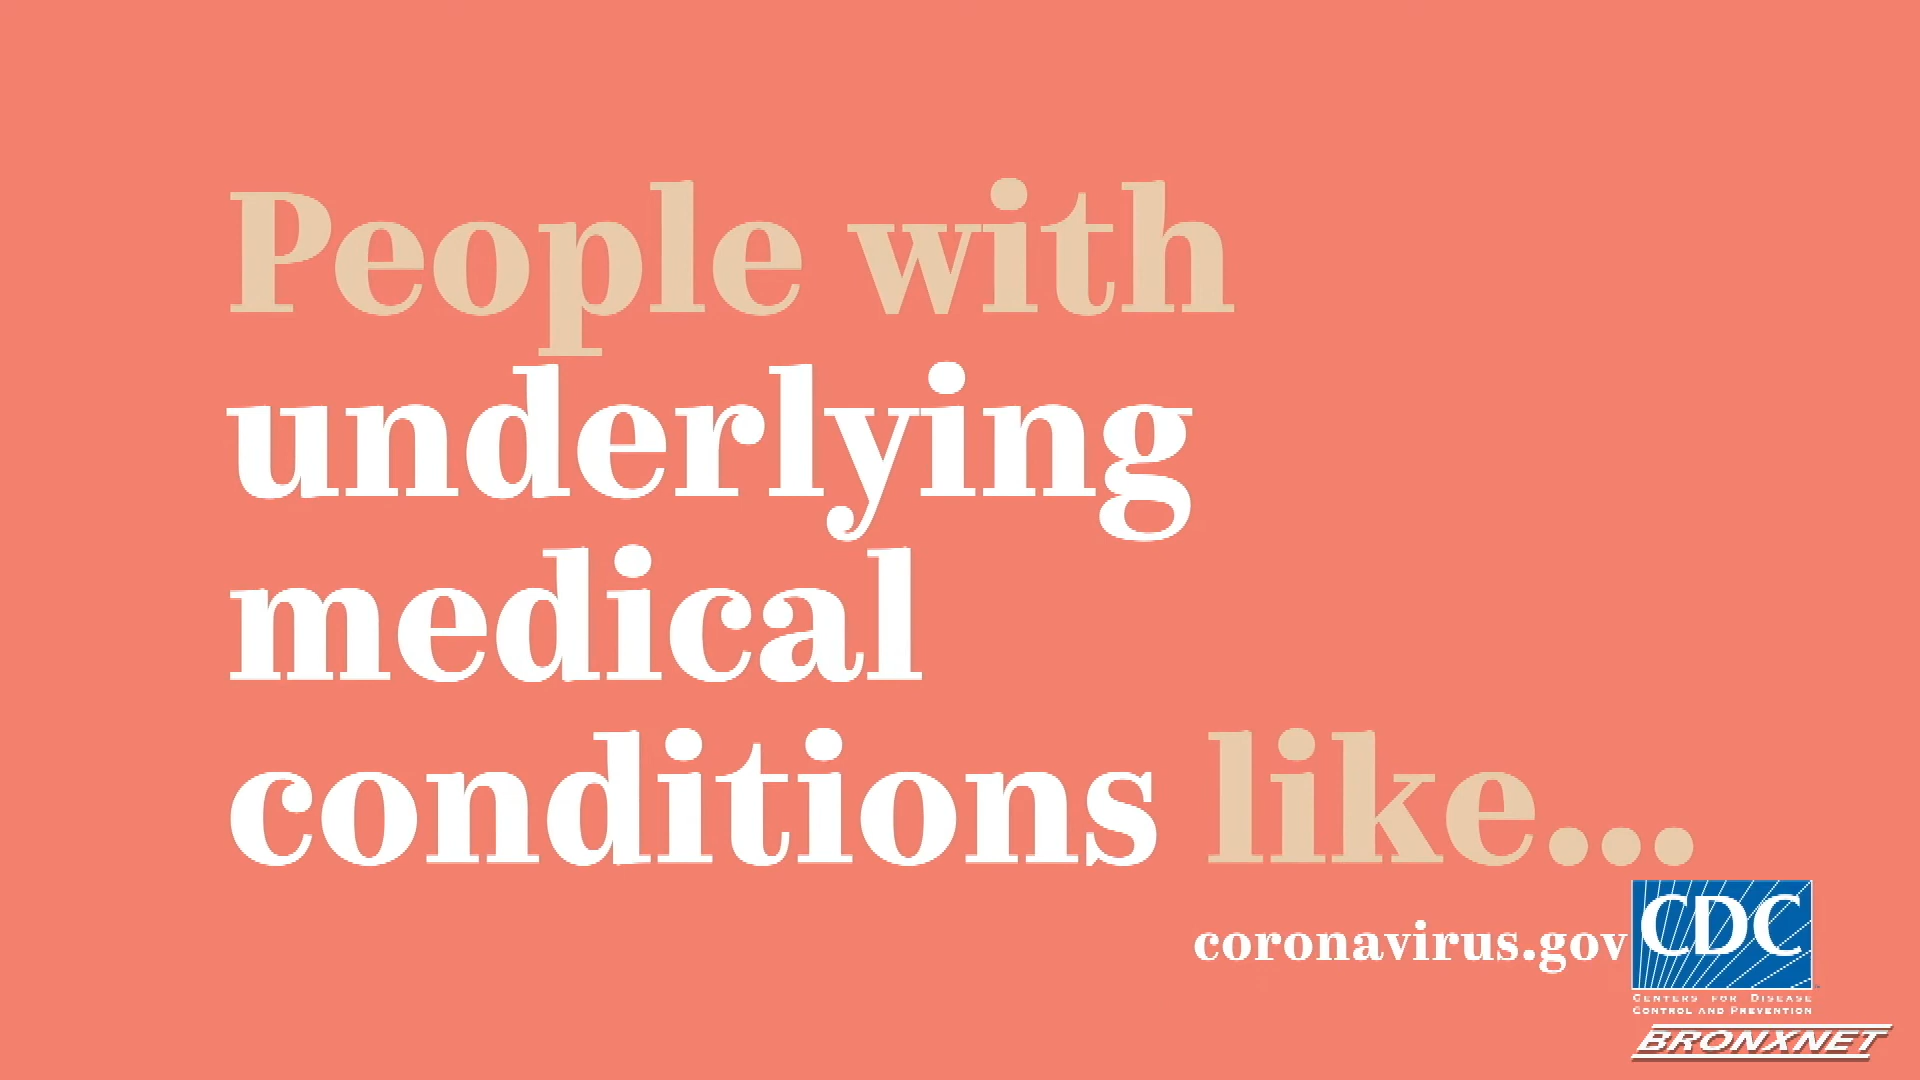 People with
underlying
medical
conditions like...
coronavirus.gov
CDC
CENTERS FOR DISEASE
CONTROL AND PREVENTION
BRONXNET